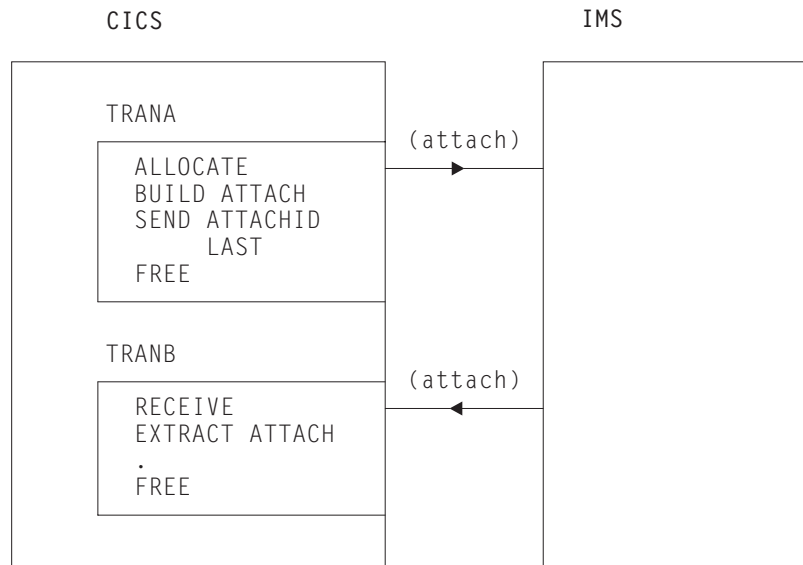 CICS
IMS
TRANA
(attach)
ALLOCATE
BUILD ATTACH
SEND ATTACHID
LAST
FREE
TRANB
(attach)
RECEIVE
EXTRACT ATTACH
.
FREE